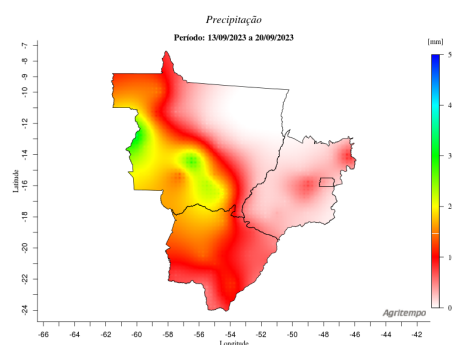 Precipitação
Período: 13/09/2023 a 20/09/2023
[mm]
5
4
3
2
1
0
-7
-8
-9
-10
-12
-14
-16
-18
-20
-22
-24
Latitude
-66 -64 -62 -60 -58 -56 -54 -52 -50 -48 -46 -44 -42
Longitude
Agritempo